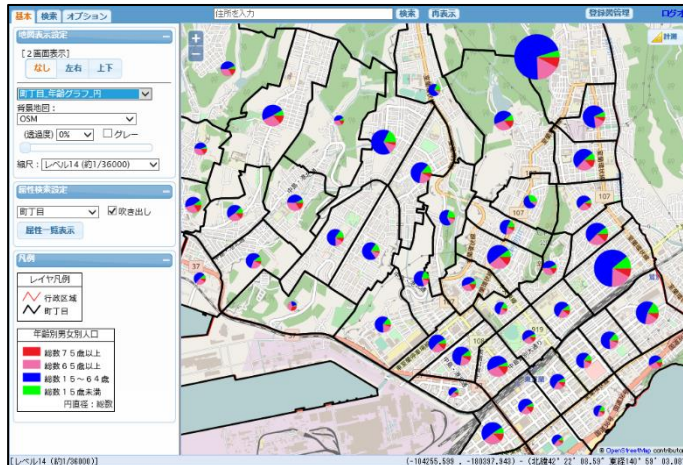 基本 検索 オプション
住所を入力
検索 再表示 登録図管理 ログオ
地図表示設定
[２画面表示]
なし 左右 上下
町丁目_年齢グラフ_円
背景地図：
OSM
(透過度) 0% グレー
縮尺： レベル14 (約1/36000)
属性検索設定
町丁目 吹き出し
属性一覧表示
凡例
レイヤ凡例
行政区域
町丁目
年齢別男女別人口
総数７５歳以上
総数６５歳以上
総数１５～６４歳
総数１５歳未満
円直径：総数
計測
107
107
37
37
108
919
© OpenStreetMap contributor
[レベル14 (約1/36000)]
(-104255.599 , -180397.943) - (北緯42° 22' 08.59" 東経140° 59' 03.00"